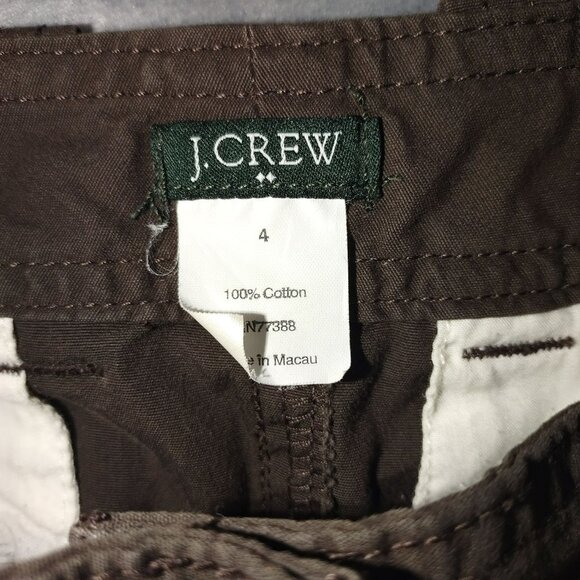 J.CREW
4
100% Cotton
N77388
in Macau